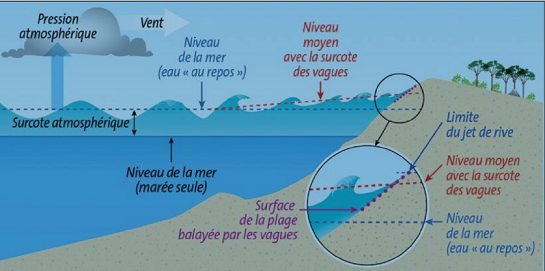 Pression
atmosphérique
Vent
Niveau
de la mer
(eau « au repos »)
Niveau
moyen
avec la surcote
des vagues
Surcote atmosphérique
Niveau de la mer
(marée seule)
Limite
du jet de rive
Niveau moyen
avec la surcote
des vagues
Surface
de la plage
balayée par les vagues
Niveau
de la mer
(eau « au repos »)